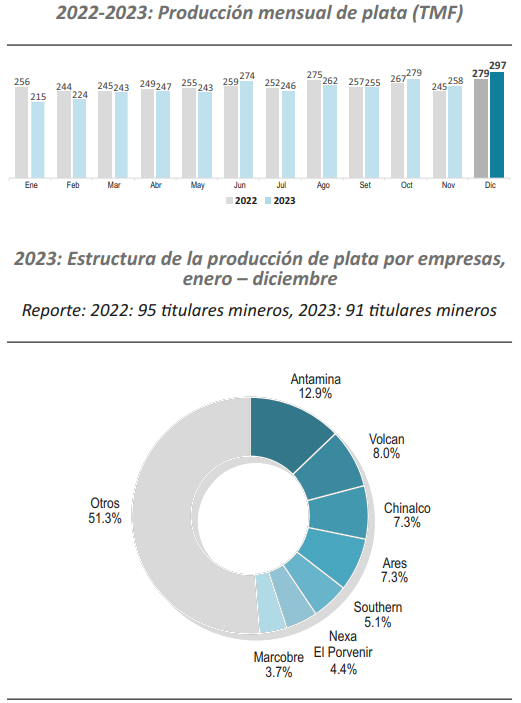 2022-2023: Producción mensual de plata (TMF)
256 215 244 224 245 243 249 247 255 243 259 274 252 246 275 262 257 255 267 279 245 258 279 297
Ene Feb Mar Abr May Jun Jul Ago Set Oct Nov Dic
2022 2023
2023: Estructura de la producción de plata por empresas,
enero – diciembre
Reporte: 2022: 95 titulares mineros, 2023: 91 titulares mineros
Antamina
12.9%
Volcan
8.0%
Chinalco
7.3%
Ares
7.3%
Southern
5.1%
Nexa
El Porvenir
4.4%
Marcobre
3.7%
Otros
51.3%